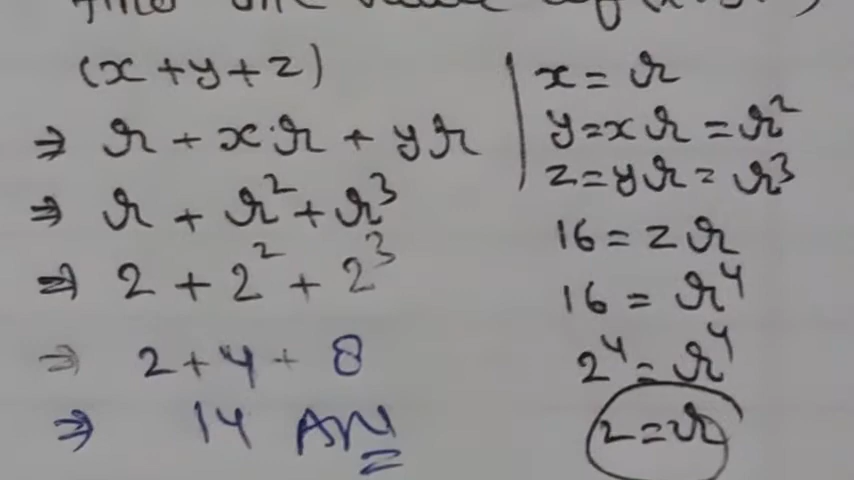 (x+y+z)
⇒ r + x·r + yr
⇒ r + r² + r³
⇒ 2 + 2² + 2³
⇒ 2 + 4 + 8
⇒ 14 Ans
x = r
y = xr = r²
z = yr = r³
16 = zr
16 = r⁴
2⁴ = r⁴
2 = r